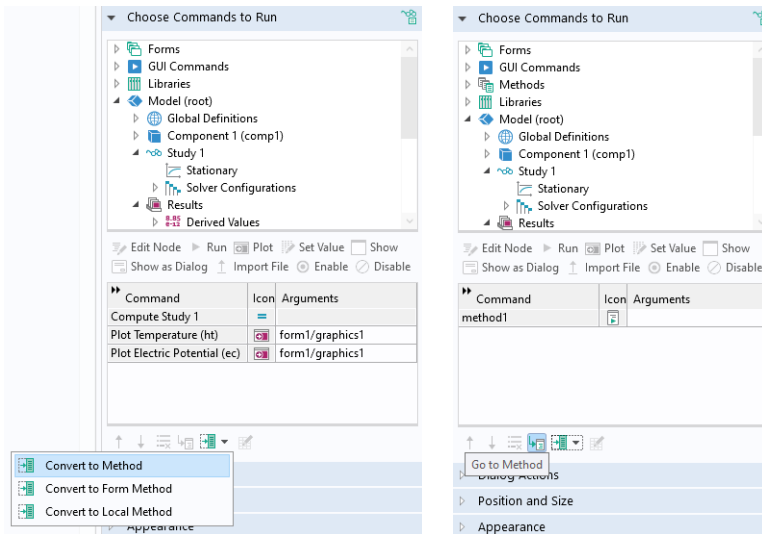 Choose Commands to Run
Forms
GUI Commands
Libraries
Model (root)
Global Definitions
Component 1 (comp1)
Study 1
Stationary
Solver Configurations
Results
8.85
e-12 Derived Values
Edit Node Run Plot Set Value Show
Show as Dialog Import File Enable Disable
Command Icon Arguments
Compute Study 1
Plot Temperature (ht) form1/graphics1
Plot Electric Potential (ec) form1/graphics1
Convert to Method
Convert to Form Method
Convert to Local Method
Appearance
Choose Commands to Run
Forms
GUI Commands
Methods
Libraries
Model (root)
Global Definitions
Component 1 (comp1)
Study 1
Stationary
Solver Configurations
Results
Edit Node Run Plot Set Value Show
Show as Dialog Import File Enable Disable
Command Icon Arguments
method1
Go to Method
Dialog Actions
Position and Size
Appearance